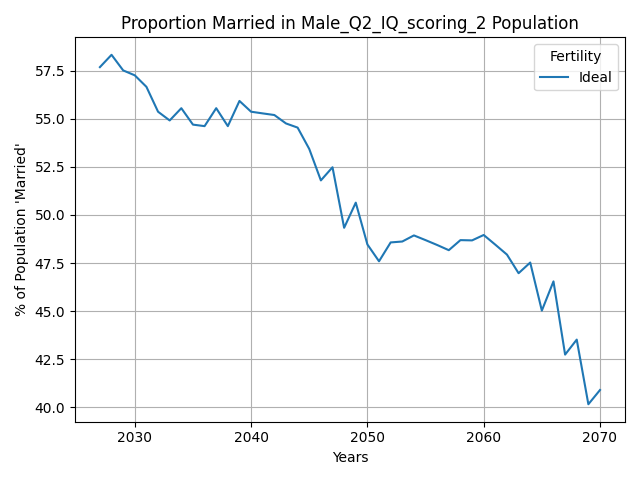 Proportion Married in Male_Q2_IQ_scoring_2 Population
% of Population 'Married'
57.5
55.0
52.5
50.0
47.5
45.0
42.5
40.0
Fertility
Ideal
2030 2040 2050 2060 2070
Years